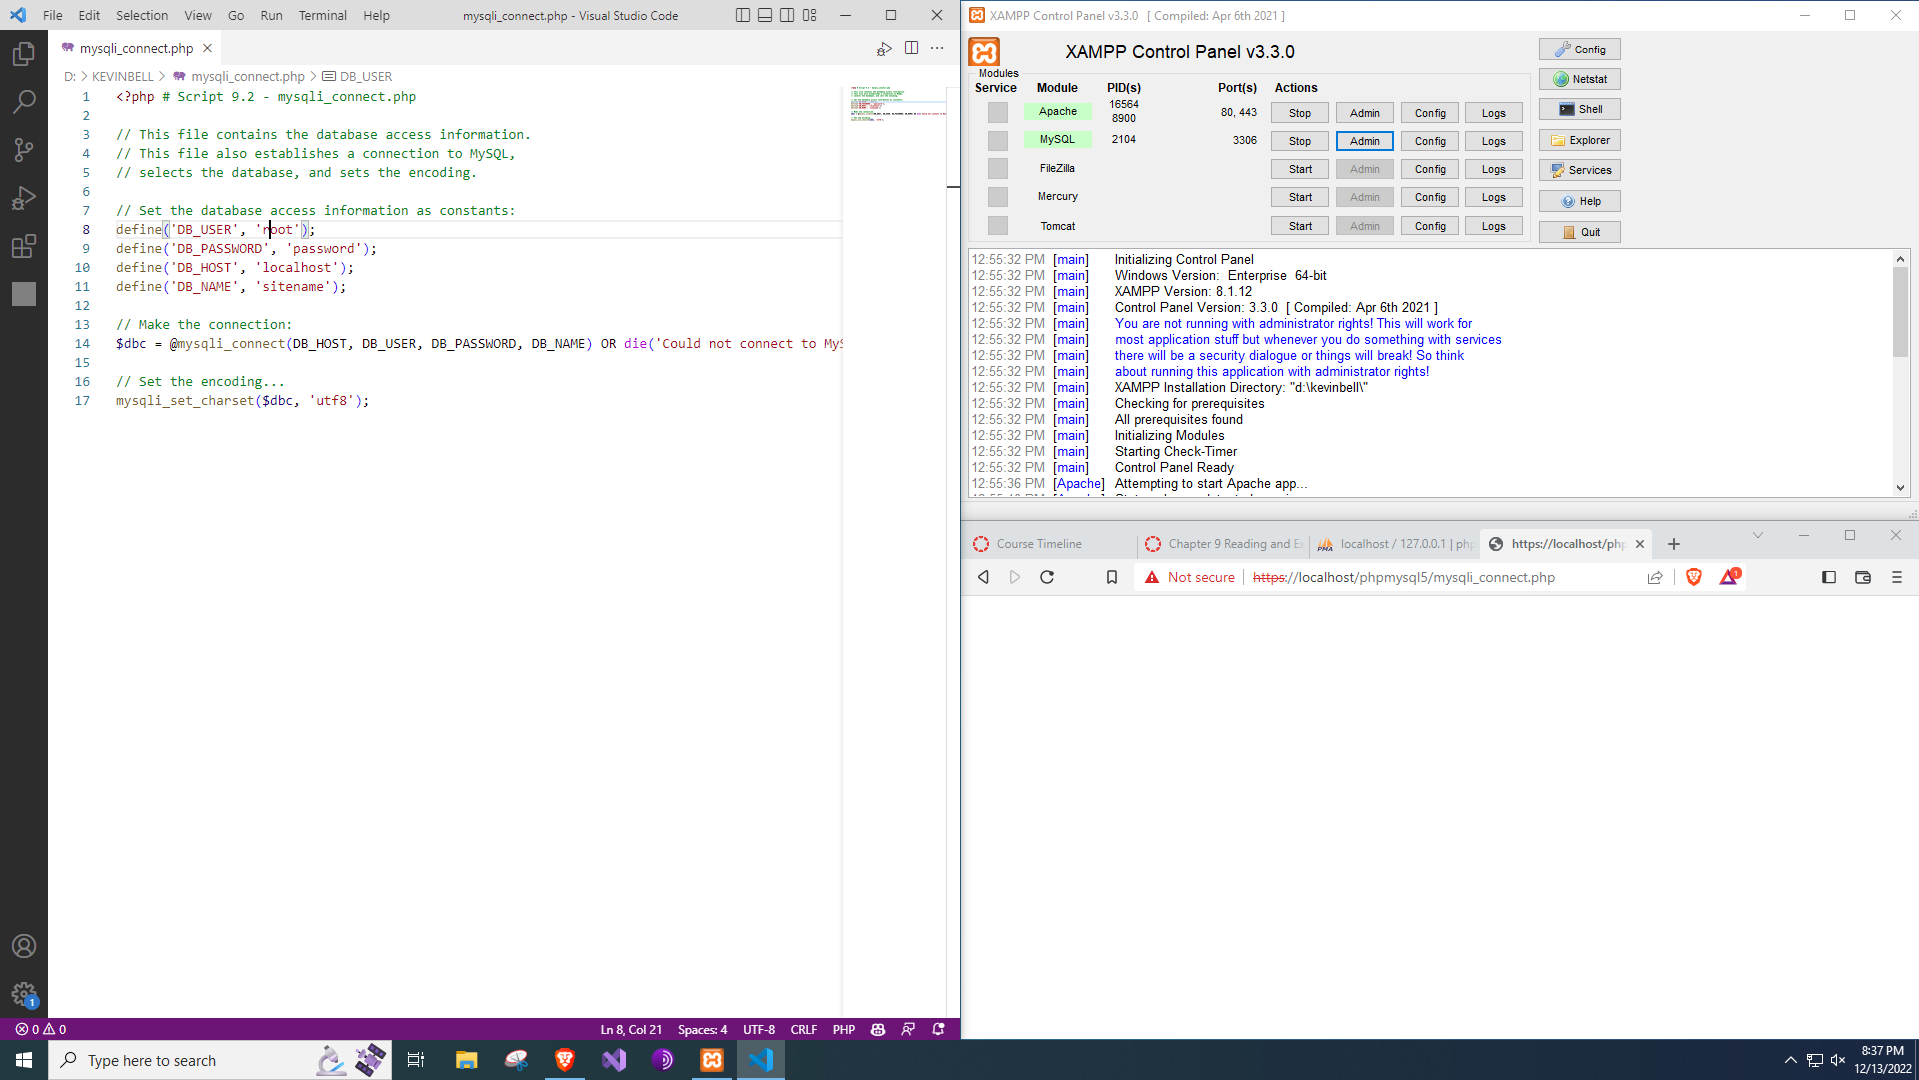 File Edit Selection View Go Run Terminal Help
mysqli_connect.php - Visual Studio Code
mysqli_connect.php
D: > KEVINBELL > mysqli_connect.php > DB_USER
1 <?php # Script 9.2 - mysqli_connect.php
2
3 // This file contains the database access information.
4 // This file also establishes a connection to MySQL,
5 // selects the database, and sets the encoding.
6
7 // Set the database access information as constants:
8 define('DB_USER', 'root');
9 define('DB_PASSWORD', 'password');
10 define('DB_HOST', 'localhost');
11 define('DB_NAME', 'sitename');
12
13 // Make the connection:
14 $dbc = @mysqli_connect(DB_HOST, DB_USER, DB_PASSWORD, DB_NAME) OR die('Could not connect to MyS
15
16 // Set the encoding...
17 mysqli_set_charset($dbc, 'utf8');
1
0 0
Ln 8, Col 21 Spaces: 4 UTF-8 CRLF PHP
XAMPP Control Panel v3.3.0 [ Compiled: Apr 6th 2021 ]
XAMPP Control Panel v3.3.0
Modules
Service Module PID(s) Port(s) Actions
Apache 16564 8900 80, 443 Stop Admin Config Logs
MySQL 2104 3306 Stop Admin Config Logs
FileZilla Start Admin Config Logs
Mercury Start Admin Config Logs
Tomcat Start Admin Config Logs
Config
Netstat
Shell
Explorer
Services
Help
Quit
12:55:32 PM [main] Initializing Control Panel
12:55:32 PM [main] Windows Version: Enterprise 64-bit
12:55:32 PM [main] XAMPP Version: 8.1.12
12:55:32 PM [main] Control Panel Version: 3.3.0 [ Compiled: Apr 6th 2021 ]
12:55:32 PM [main] You are not running with administrator rights! This will work for
12:55:32 PM [main] most application stuff but whenever you do something with services
12:55:32 PM [main] there will be a security dialogue or things will break! So think
12:55:32 PM [main] about running this application with administrator rights!
12:55:32 PM [main] XAMPP Installation Directory: "d:\kevinbell\"
12:55:32 PM [main] Checking for prerequisites
12:55:32 PM [main] All prerequisites found
12:55:32 PM [main] Initializing Modules
12:55:32 PM [main] Starting Check-Timer
12:55:32 PM [main] Control Panel Ready
12:55:36 PM [Apache] Attempting to start Apache app...
Course Timeline
Chapter 9 Reading and E
PMA localhost / 127.0.0.1 | php
https://localhost/php
Not secure https://localhost/phpmysql5/mysqli_connect.php
1
Type here to search
8:37 PM
12/13/2022